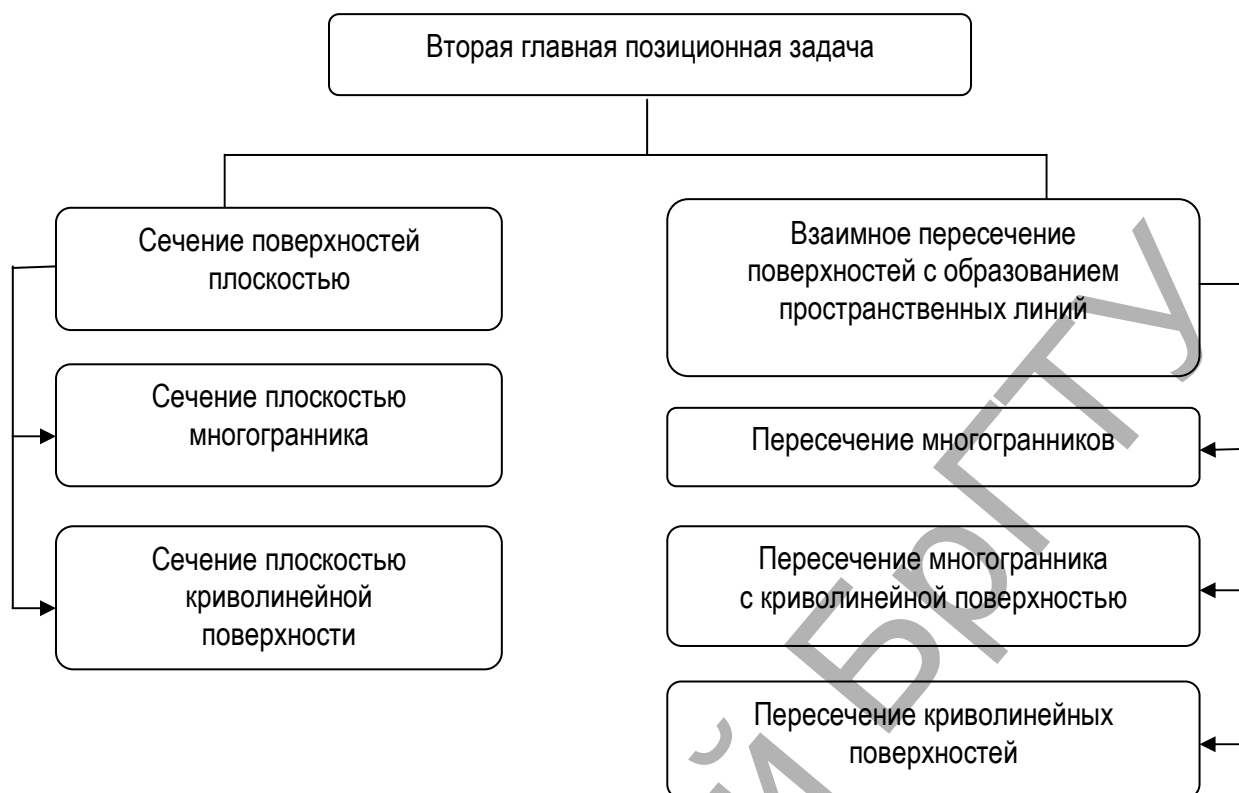 Вторая главная позиционная задача
Сечение поверхностей
плоскостью
Сечение плоскостью
многогранника
Сечение плоскостью
криволинейной
поверхности
Взаимное пересечение
поверхностей с образованием
пространственных линий
Пересечение многогранников
Пересечение многогранника
с криволинейной поверхностью
Пересечение криволинейных
поверхностей
й БрГТУ